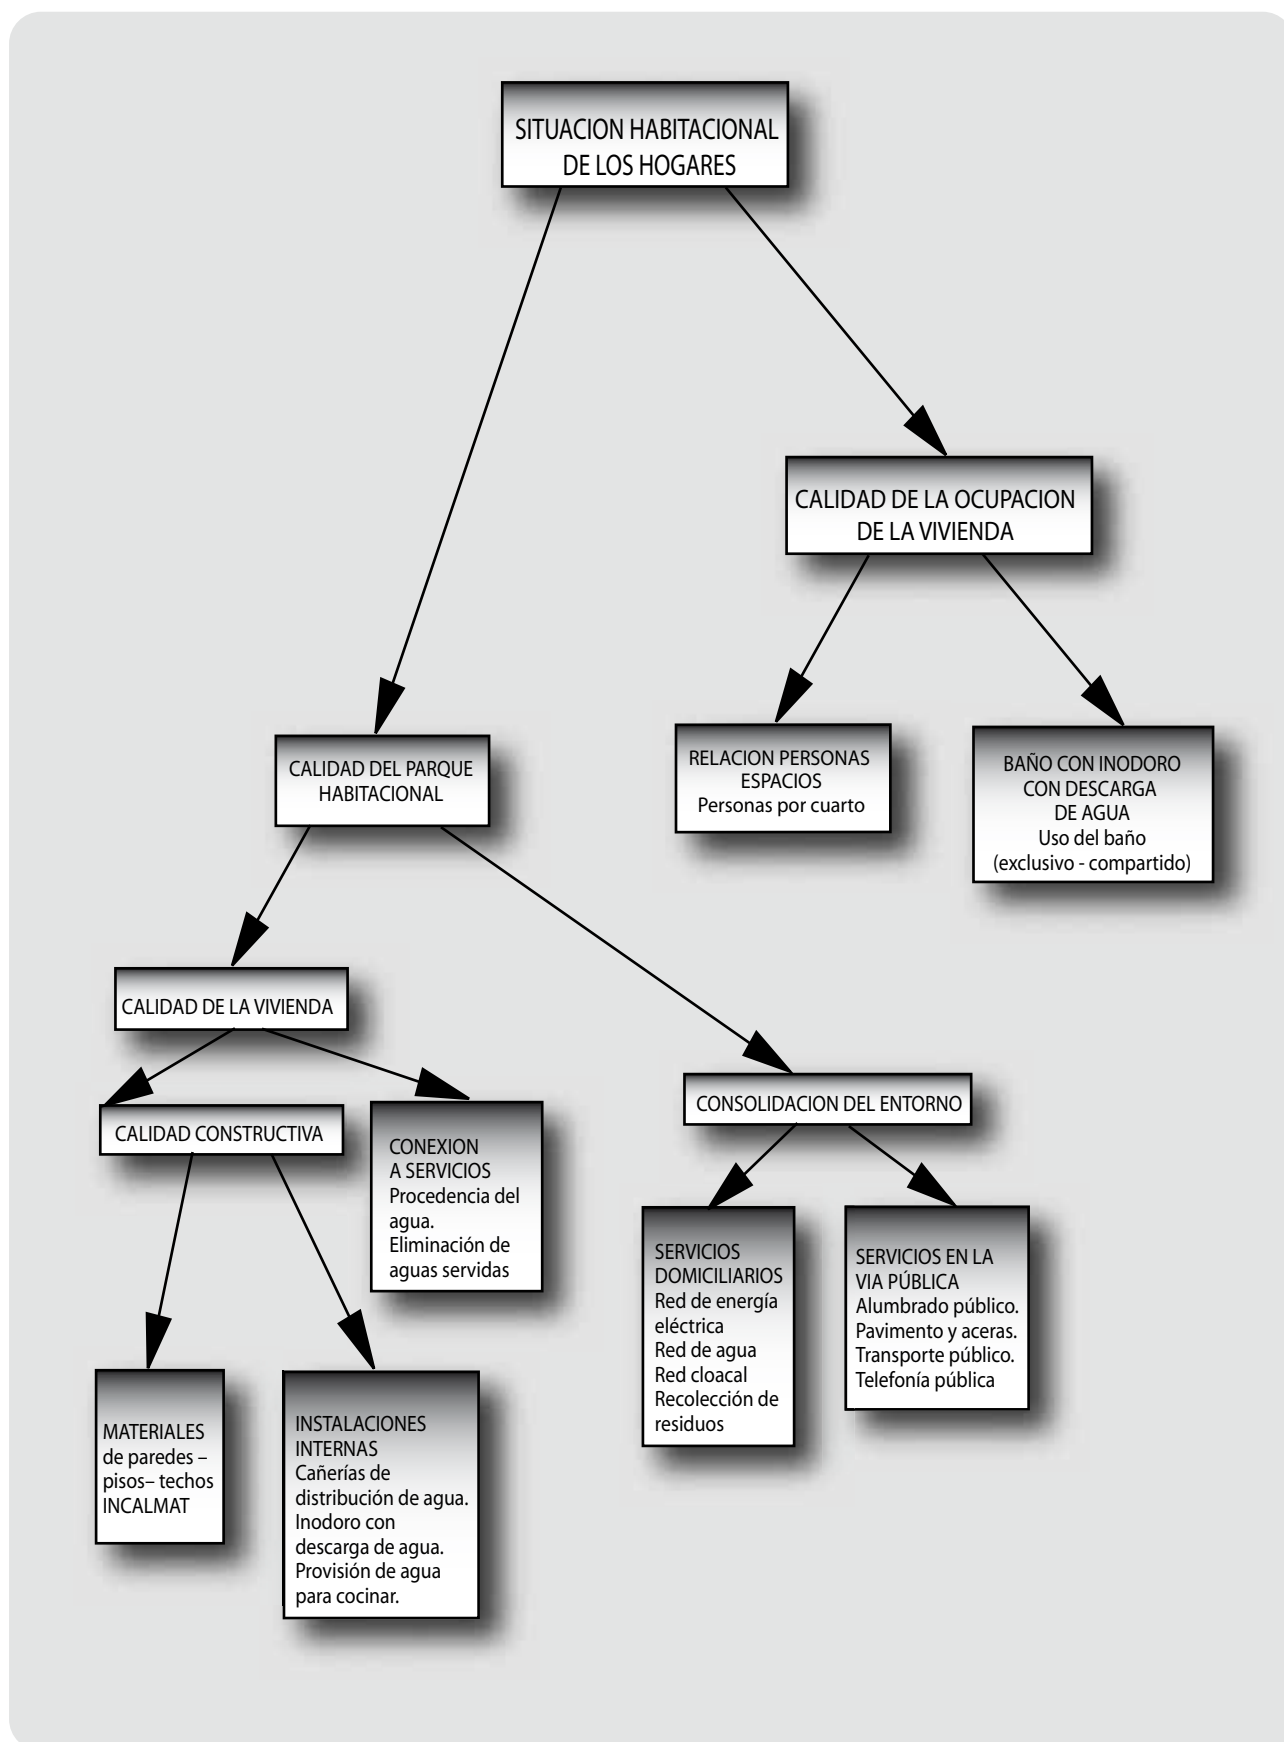 SITUACION HABITACIONAL
DE LOS HOGARES
CALIDAD DE LA OCUPACION
DE LA VIVIENDA
RELACION PERSONAS
ESPACIOS
Personas por cuarto
BAÑO CON INODORO
CON DESCARGA
DE AGUA
Uso del baño
(exclusivo - compartido)
CALIDAD DEL PARQUE
HABITACIONAL
CALIDAD DE LA VIVIENDA
CALIDAD CONSTRUCTIVA
CONEXION
A SERVICIOS
Procedencia del
agua.
Eliminación de
aguas servidas
CONSOLIDACION DEL ENTORNO
SERVICIOS
DOMICILIARIOS
Red de energía
eléctrica
Red de agua
Red cloacal
Recolección de
residuos
SERVICIOS EN LA
VIA PÚBLICA
Alumbrado público.
Pavimento y aceras.
Transporte público.
Telefonía pública
MATERIALES
de paredes –
pisos– techos
INCALMAT
INSTALACIONES
INTERNAS
Cañerías de
distribución de agua.
Inodoro con
descarga de agua.
Provisión de agua
para cocinar.